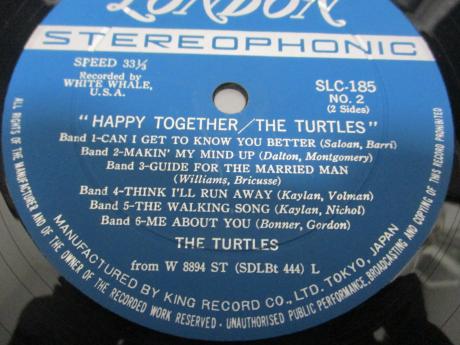 LONDON
STEREOPHONIC
SPEED 33⅓
Recorded by
WHITE WHALE,
U.S.A.
SLC-185
NO. 2
(2 Sides)
"HAPPY TOGETHER/THE TURTLES"
Band 1-CAN I GET TO KNOW YOU BETTER (Saloan, Barri)
Band 2-MAKIN' MY MIND UP (Dalton, Montgomery)
Band 3-GUIDE FOR THE MARRIED MAN
(Williams, Bricusse)
Band 4-THINK I'LL RUN AWAY (Kaylan, Volman)
Band 5-THE WALKING SONG (Kaylan, Nichol)
Band 6-ME ABOUT YOU (Bonner, Gordon)
THE TURTLES
from W 8894 ST (SDLBt 444) L
MANUFACTURED BY KING RECORD CO., LTD, TOKYO, JAPAN
ALL RIGHTS OF THE MANUFACTURER AND OF THE OWNER OF THE RECORDED WORK RESERVED - UNAUTHORISED PUBLIC PERFORMANCE, BROADCASTING AND COPYING OF THIS RECORD PROHIBITED